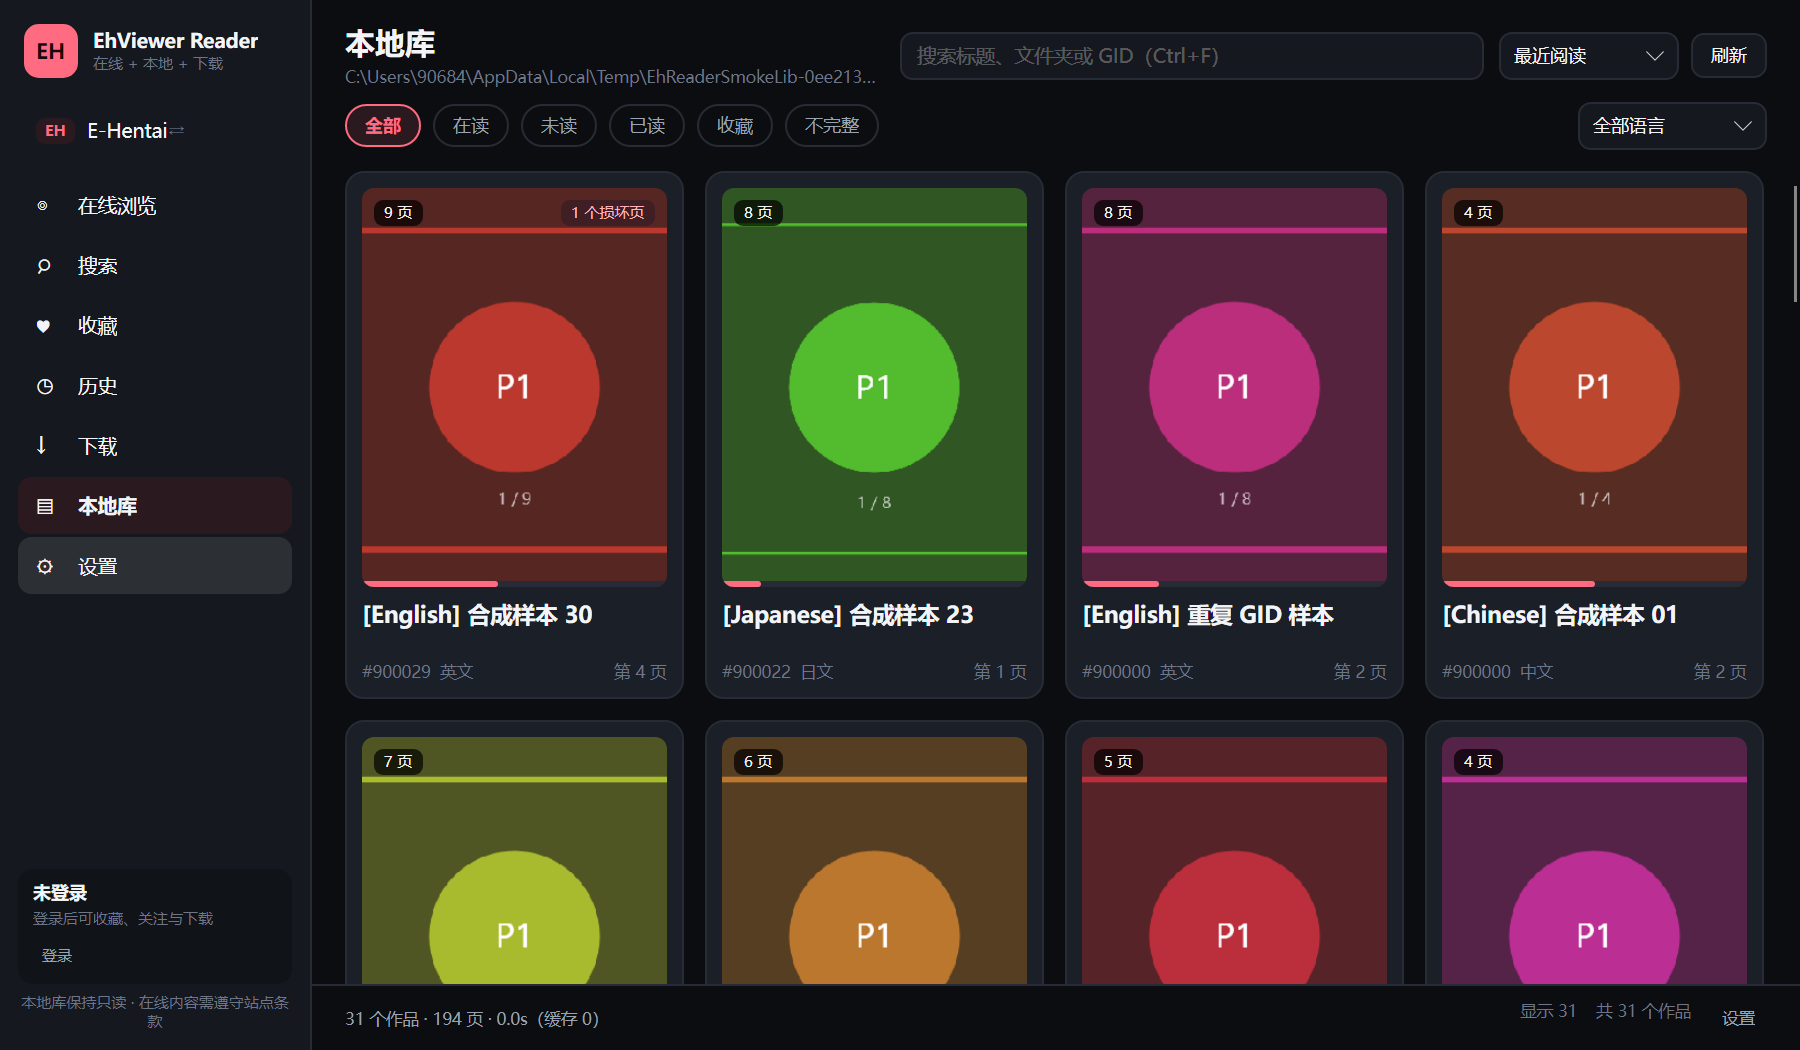 EH
EhViewer Reader
在线 + 本地 + 下载
EH E-Hentai
在线浏览
搜索
收藏
历史
下载
本地库
设置
未登录
登录后可收藏、关注与下载
登录
本地库保持只读 · 在线内容需遵守站点条
款
本地库
C:\Users\90684\AppData\Local\Temp\EhReaderSmokeLib-0ee213...
搜索标题、文件夹或 GID（Ctrl+F）
最近阅读
刷新
全部 在读 未读 已读 收藏 不完整
全部语言
9 页 1 个损坏页
P1
1 / 9
[English] 合成样本 30
#900029 英文 第 4 页
8 页
P1
1 / 8
[Japanese] 合成样本 23
#900022 日文 第 1 页
8 页
P1
1 / 8
[English] 重复 GID 样本
#900000 英文 第 2 页
4 页
P1
1 / 4
[Chinese] 合成样本 01
#900000 中文 第 2 页
7 页
P1
6 页
P1
5 页
P1
4 页
P1
31 个作品 · 194 页 · 0.0s（缓存 0）
显示 31 共 31 个作品
设置